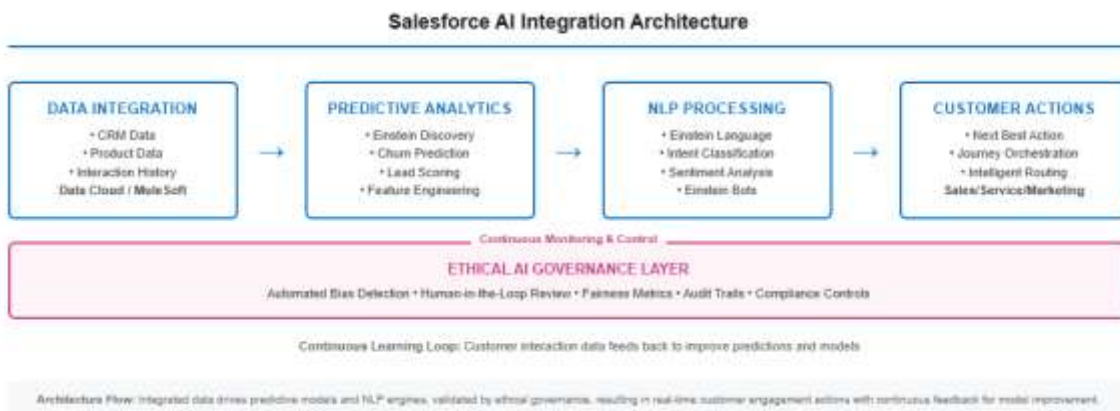 Salesforce AI Integration Architecture
DATA INTEGRATION
• CRM Data
• Product Data
• Interaction History
Data Cloud / MuleSoft
→
PREDICTIVE ANALYTICS
• Einstein Discovery
• Churn Prediction
• Lead Scoring
• Feature Engineering
→
NLP PROCESSING
• Einstein Language
• Intent Classification
• Sentiment Analysis
• Einstein Bots
→
CUSTOMER ACTIONS
• Next Best Action
• Journey Orchestration
• Intelligent Routing
Sales/Service/Marketing
Continuous Monitoring & Control
ETHICAL AI GOVERNANCE LAYER
Automated Bias Detection • Human-in-the-Loop Review • Fairness Metrics • Audit Trails • Compliance Controls
Continuous Learning Loop: Customer interaction data feeds back to improve predictions and models
Architecture Flow: Integrated data drives predictive models and NLP engines, validated by ethical governance, resulting in real-time customer engagement actions with continuous feedback for model improvement.